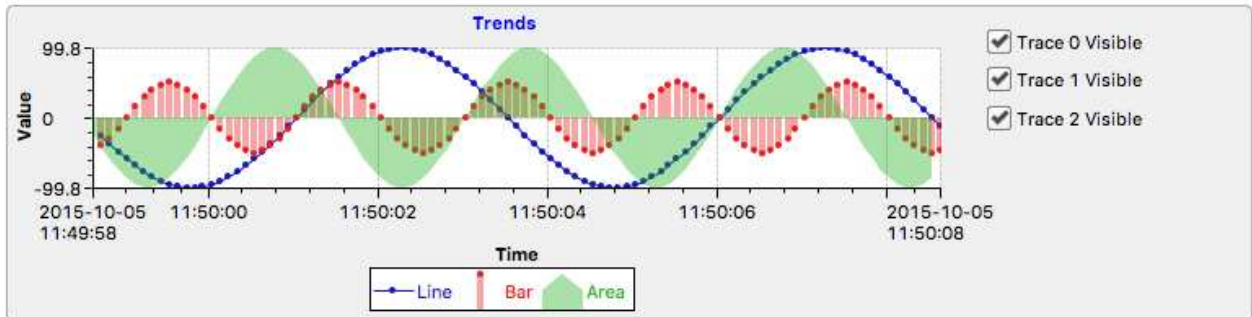 Trends
99.8
0
-99.8
Value
2015-10-05
11:49:58
11:50:00
11:50:02
11:50:04
11:50:06
2015-10-05
11:50:08
Time
Line
Bar
Area
Trace 0 Visible
Trace 1 Visible
Trace 2 Visible